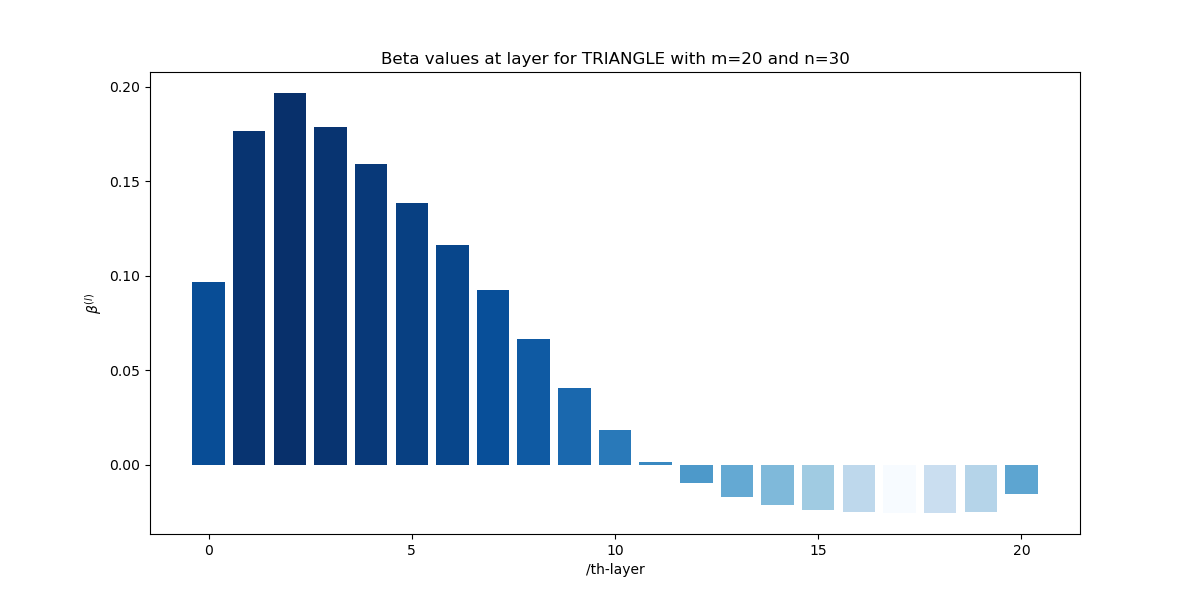 Beta values at layer for TRIANGLE with m=20 and n=30
0.20
0.15
0.10
0.05
0.00
β^(l)
0 5 10 15 20
/th-layer